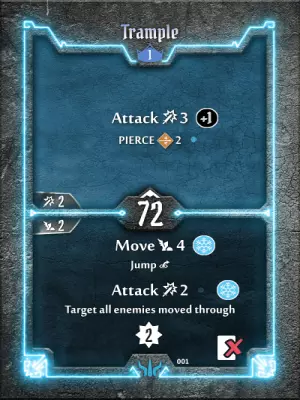 Trample
1
Attack 3 +1
PIERCE 2
2
72
2
Move 4
Jump
Attack 2
Target all enemies moved through
2
001